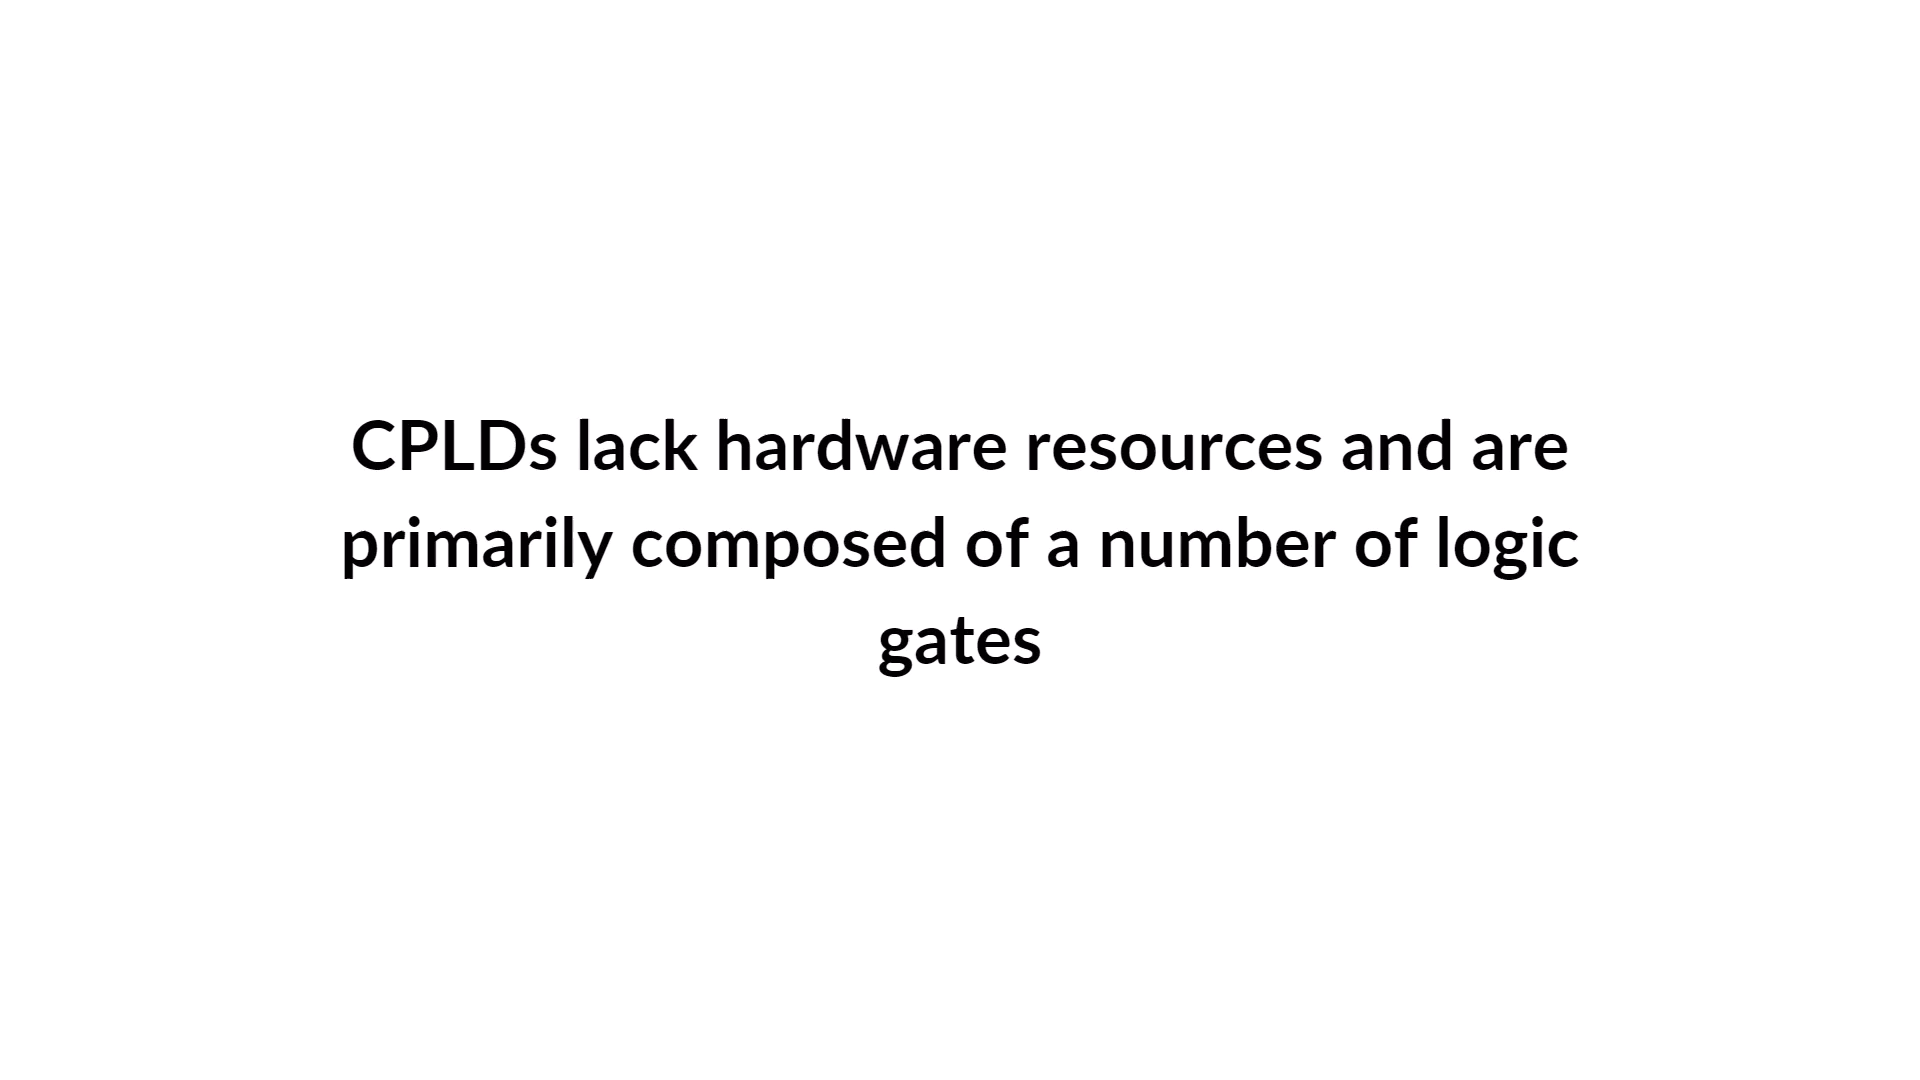 CPLDs lack hardware resources and are
primarily composed of a number of logic
gates